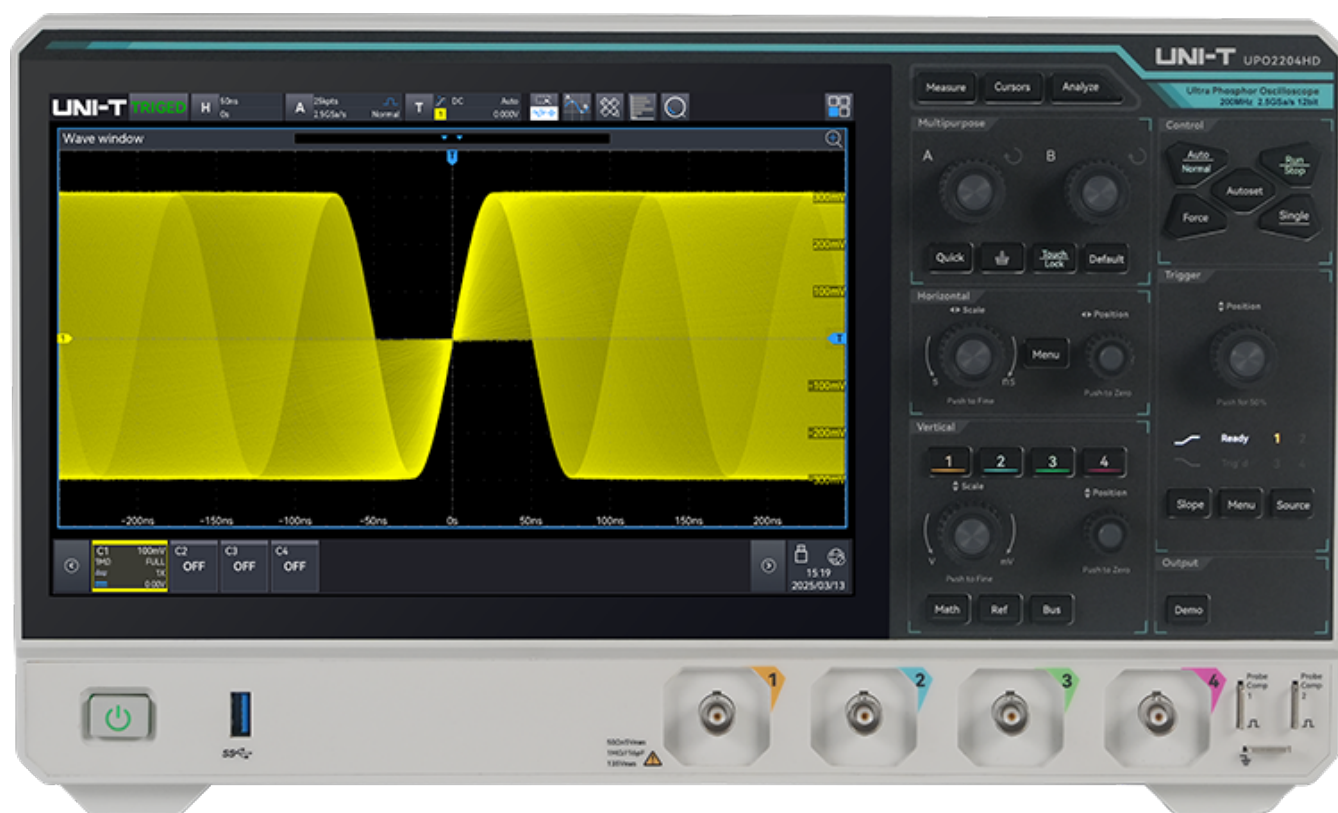 UNI-T UPO2204HD
Ultra Phosphor Oscilloscope
200MHz 2.5GSa/s 12bit
UNI-T TRIGED H 50ns 0s A 25kpts 2.5GSa/s Normal T 1 DC Auto 0.000V
Wave window
T
300mV
200mV
100mV
1 T
-100mV
-200mV
-300mV
-200ns -150ns -100ns -50ns 0s 50ns 100ns 150ns 200ns
C1 100mV
1MΩ FULL
1X
0.00V
C2 OFF
C3 OFF
C4 OFF
15:19
2025/03/13
Measure Cursors Analyze
Multipurpose
A B
Quick Touch Lock Default
Horizontal
Scale Position
Menu
s ns
Push to Fine Push to Zero
Vertical
1 2 3 4
Scale Position
V mV
Push to Fine Push to Zero
Math Ref Bus
Control
Auto Normal Run Stop
Autoset
Force Single
Trigger
Position
Push for 50%
Ready 1 2
Trig'd 3 4
Slope Menu Source
Output
Demo
1 2 3 4
Probe Comp 1
Probe Comp 2